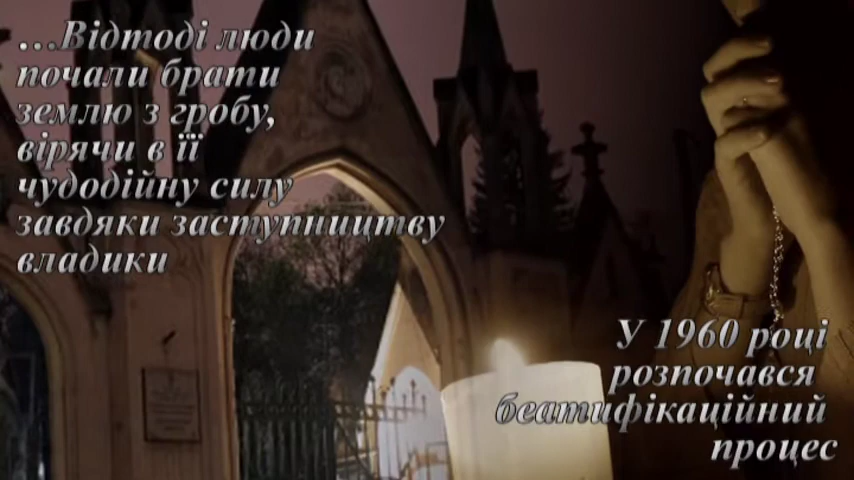 ...Відтоді люди
почали брати
землю з гробу,
вірячи в її
чудодійну силу
завдяки заступництву
владики
У 1960 році
розпочався
беатифікаційний
процес